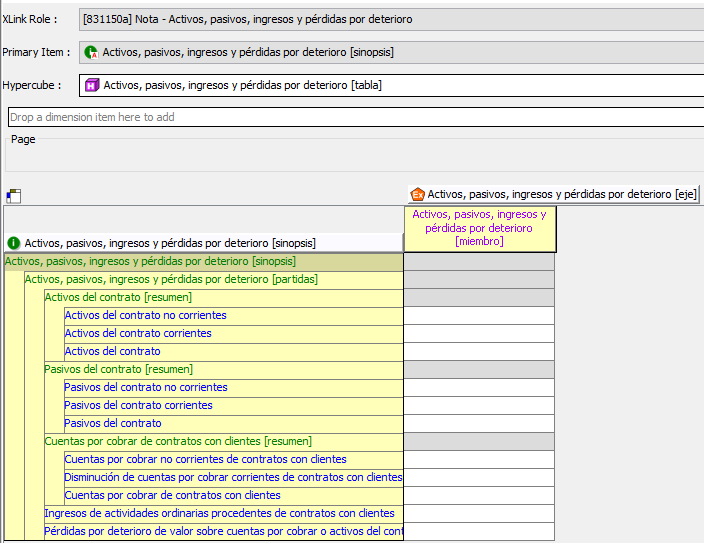 XLink Role :
[831150a] Nota - Activos, pasivos, ingresos y pérdidas por deterioro
Primary Item :
Activos, pasivos, ingresos y pérdidas por deterioro [sinopsis]
Hypercube :
Activos, pasivos, ingresos y pérdidas por deterioro [tabla]
Drop a dimension item here to add
Page
Activos, pasivos, ingresos y pérdidas por deterioro [eje]
Activos, pasivos, ingresos y
pérdidas por deterioro
[miembro]
Activos, pasivos, ingresos y pérdidas por deterioro [sinopsis]
Activos, pasivos, ingresos y pérdidas por deterioro [sinopsis]
Activos, pasivos, ingresos y pérdidas por deterioro [partidas]
Activos del contrato [resumen]
Activos del contrato no corrientes
Activos del contrato corrientes
Activos del contrato
Pasivos del contrato [resumen]
Pasivos del contrato no corrientes
Pasivos del contrato corrientes
Pasivos del contrato
Cuentas por cobrar de contratos con clientes [resumen]
Cuentas por cobrar no corrientes de contratos con clientes
Disminución de cuentas por cobrar corrientes de contratos con clientes
Cuentas por cobrar de contratos con clientes
Ingresos de actividades ordinarias procedentes de contratos con clientes
Pérdidas por deterioro de valor sobre cuentas por cobrar o activos del cont